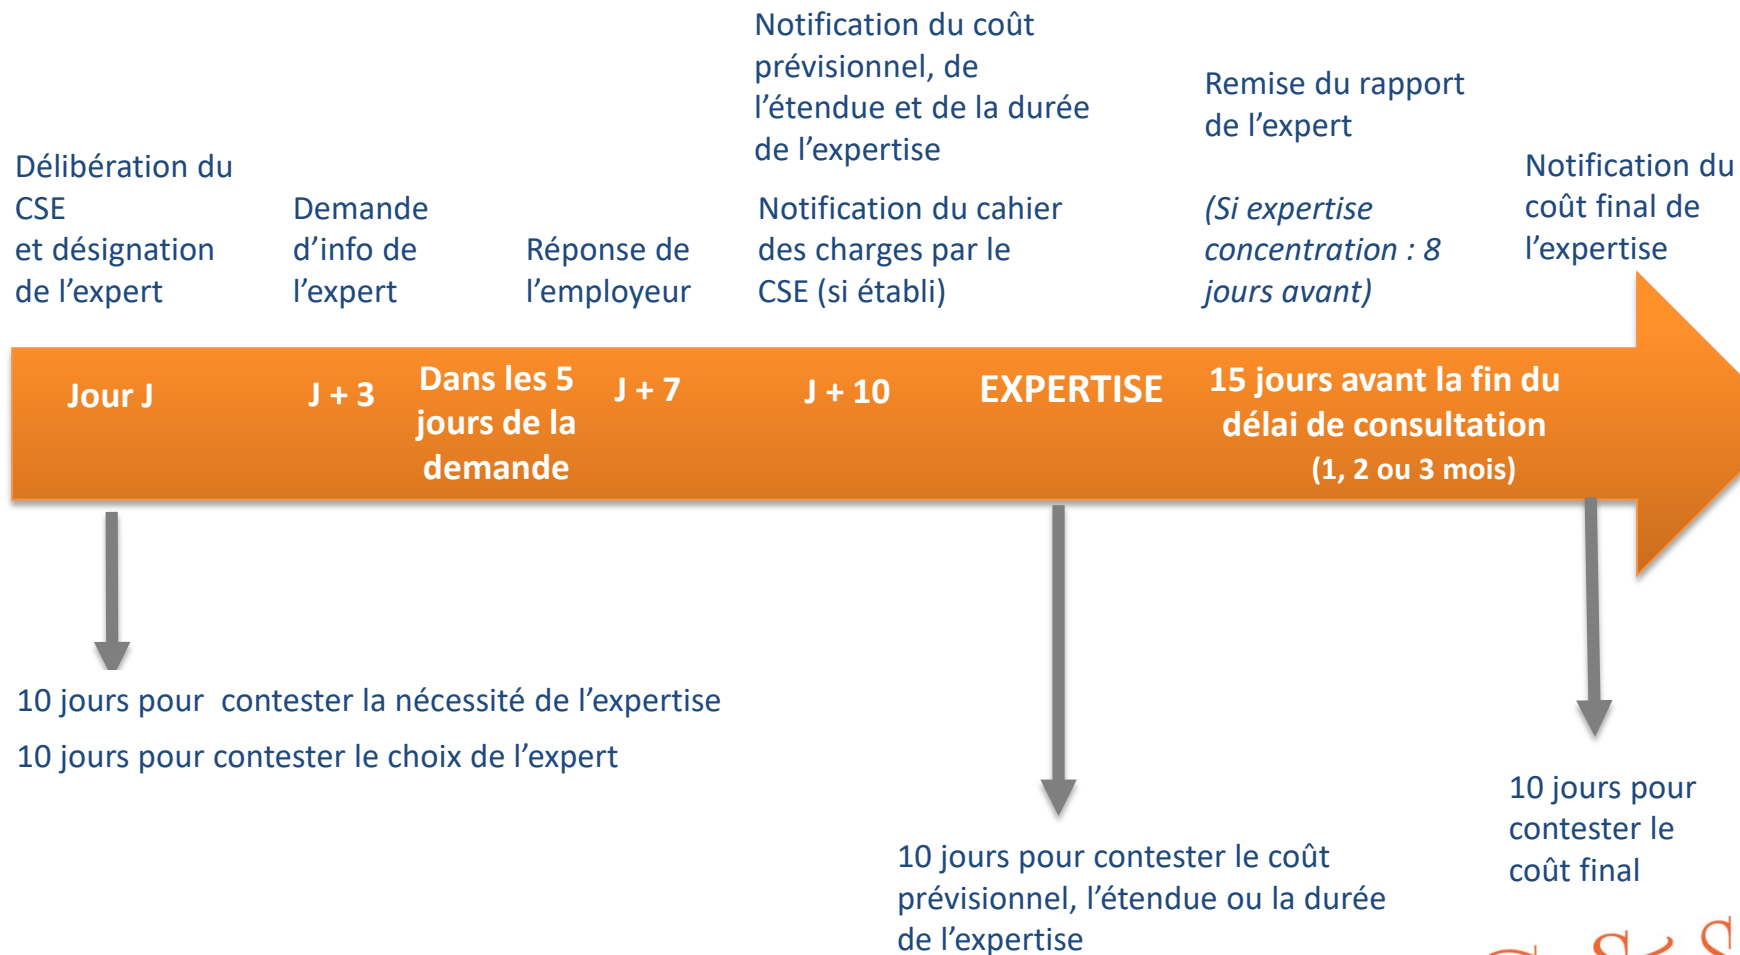 Délibération du
CSE
et désignation
de l’expert
Demande
d’info de
l’expert
Réponse de
l’employeur
Notification du coût
prévisionnel, de
l’étendue et de la durée
de l’expertise
Notification du cahier
des charges par le
CSE (si établi)
Remise du rapport
de l’expert
(Si expertise
concentration : 8
jours avant)
Notification du
coût final de
l’expertise
Jour J
J + 3
Dans les 5
jours de la
demande
J + 7
J + 10
EXPERTISE
15 jours avant la fin du
délai de consultation
(1, 2 ou 3 mois)
10 jours pour contester la nécessité de l’expertise
10 jours pour contester le choix de l’expert
10 jours pour contester le coût
prévisionnel, l’étendue ou la durée
de l’expertise
10 jours pour
contester le
coût final